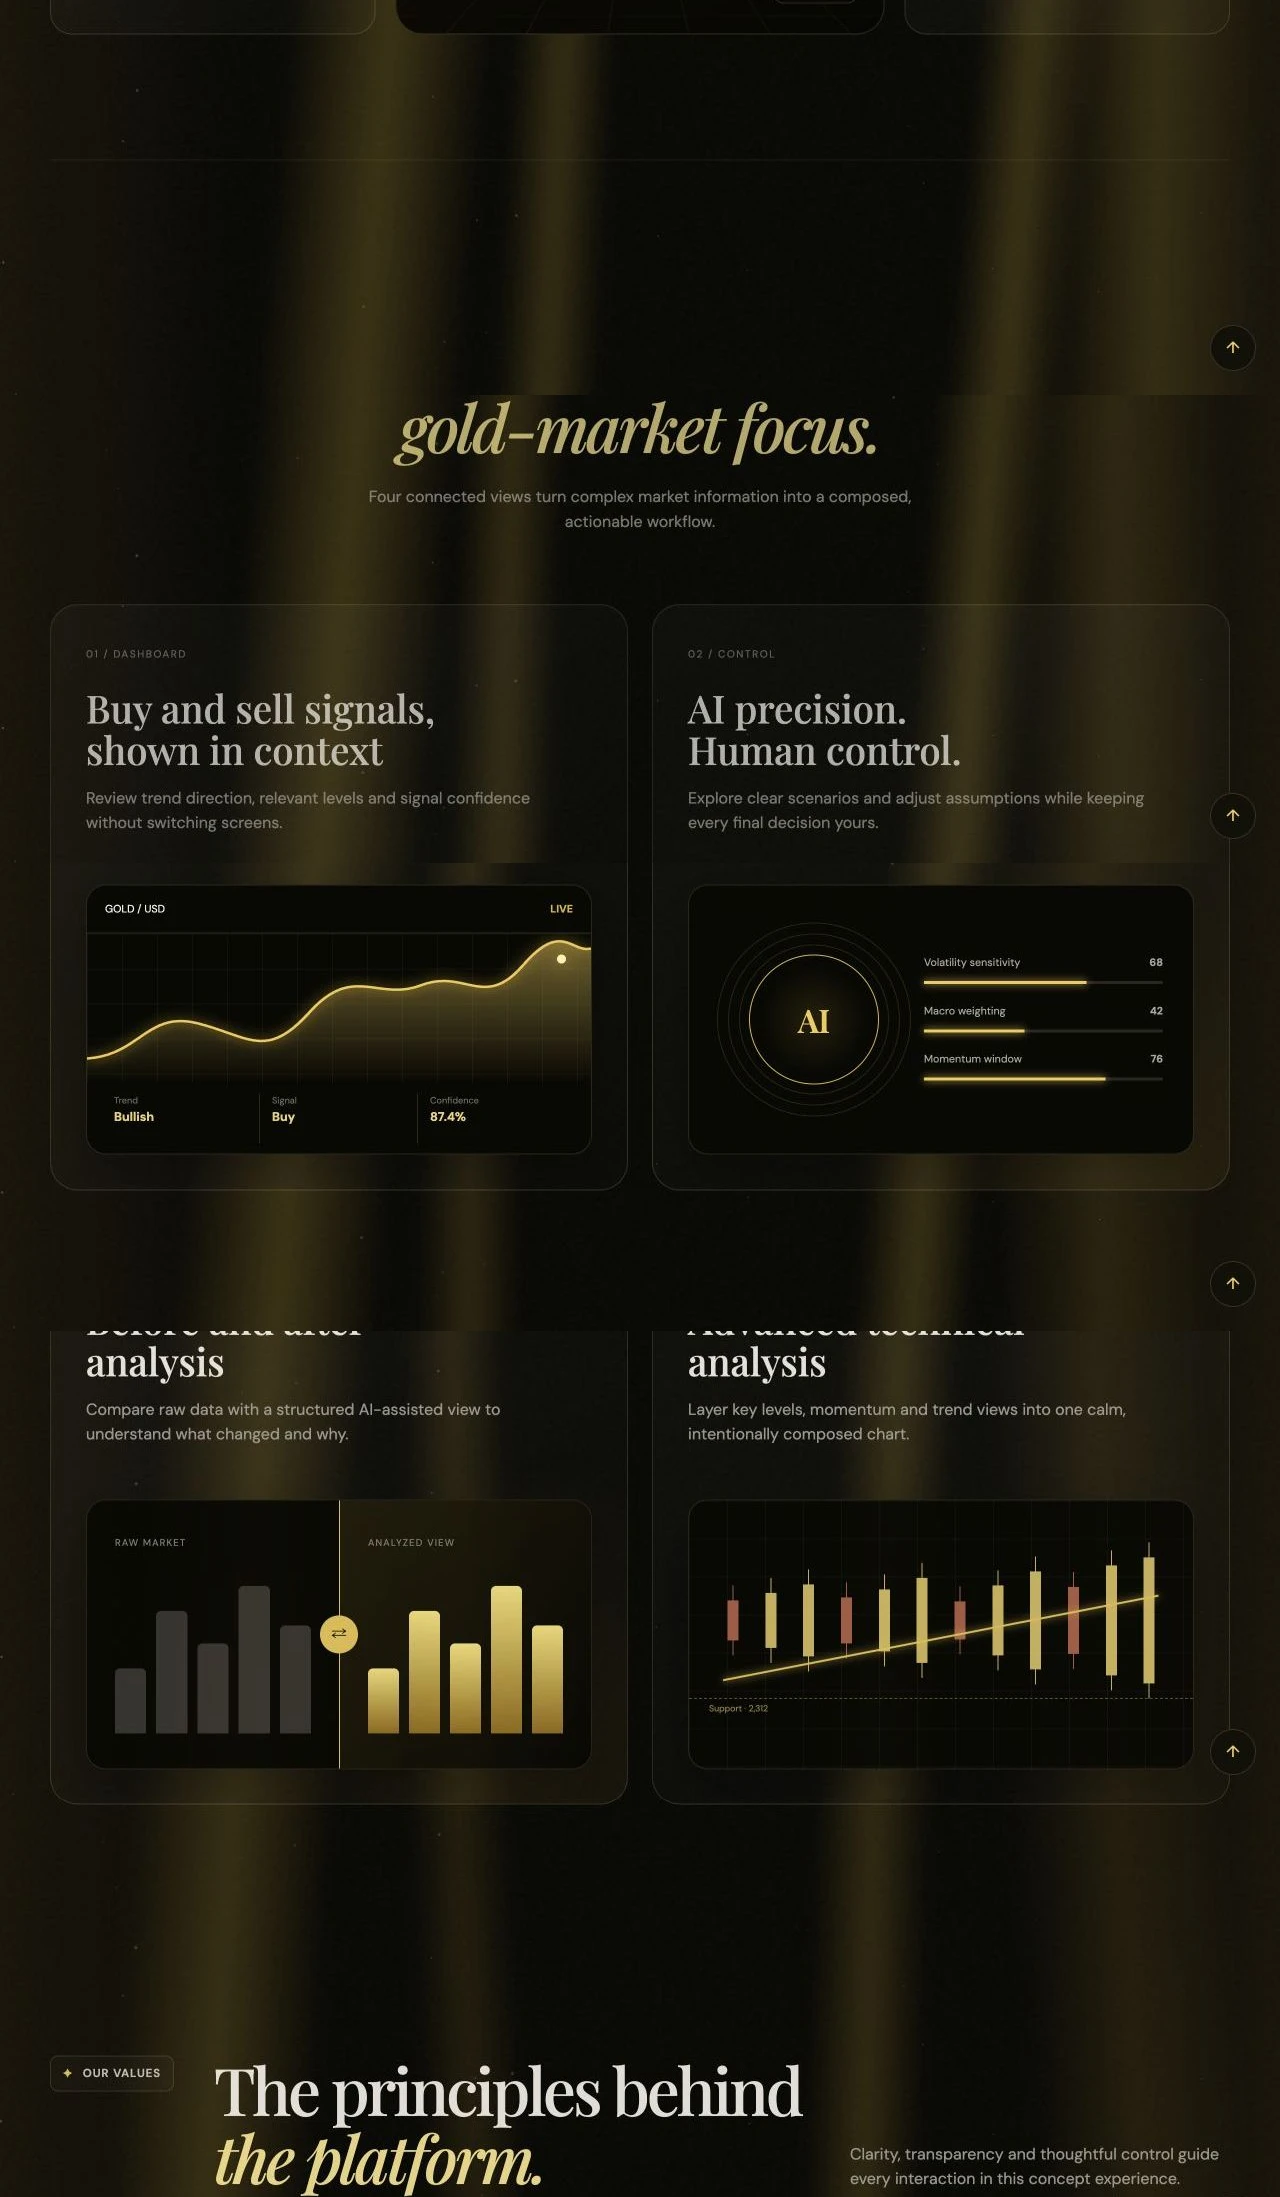 gold-market focus.
Four connected views turn complex market information into a composed,
actionable workflow.
01 / DASHBOARD
Buy and sell signals,
shown in context
Review trend direction, relevant levels and signal confidence
without switching screens.
GOLD / USD
LIVE
Trend
Bullish
Signal
Buy
Confidence
87.4%
02 / CONTROL
AI precision.
Human control.
Explore clear scenarios and adjust assumptions while keeping
every final decision yours.
AI
Volatility sensitivity
68
Macro weighting
42
Momentum window
76
Before and after
analysis
Compare raw data with a structured AI-assisted view to
understand what changed and why.
RAW MARKET
ANALYZED VIEW
Advanced technical
analysis
Layer key levels, momentum and trend views into one calm,
intentionally composed chart.
Support · 2,312
OUR VALUES
The principles behind
the platform.
Clarity, transparency and thoughtful control guide
every interaction in this concept experience.